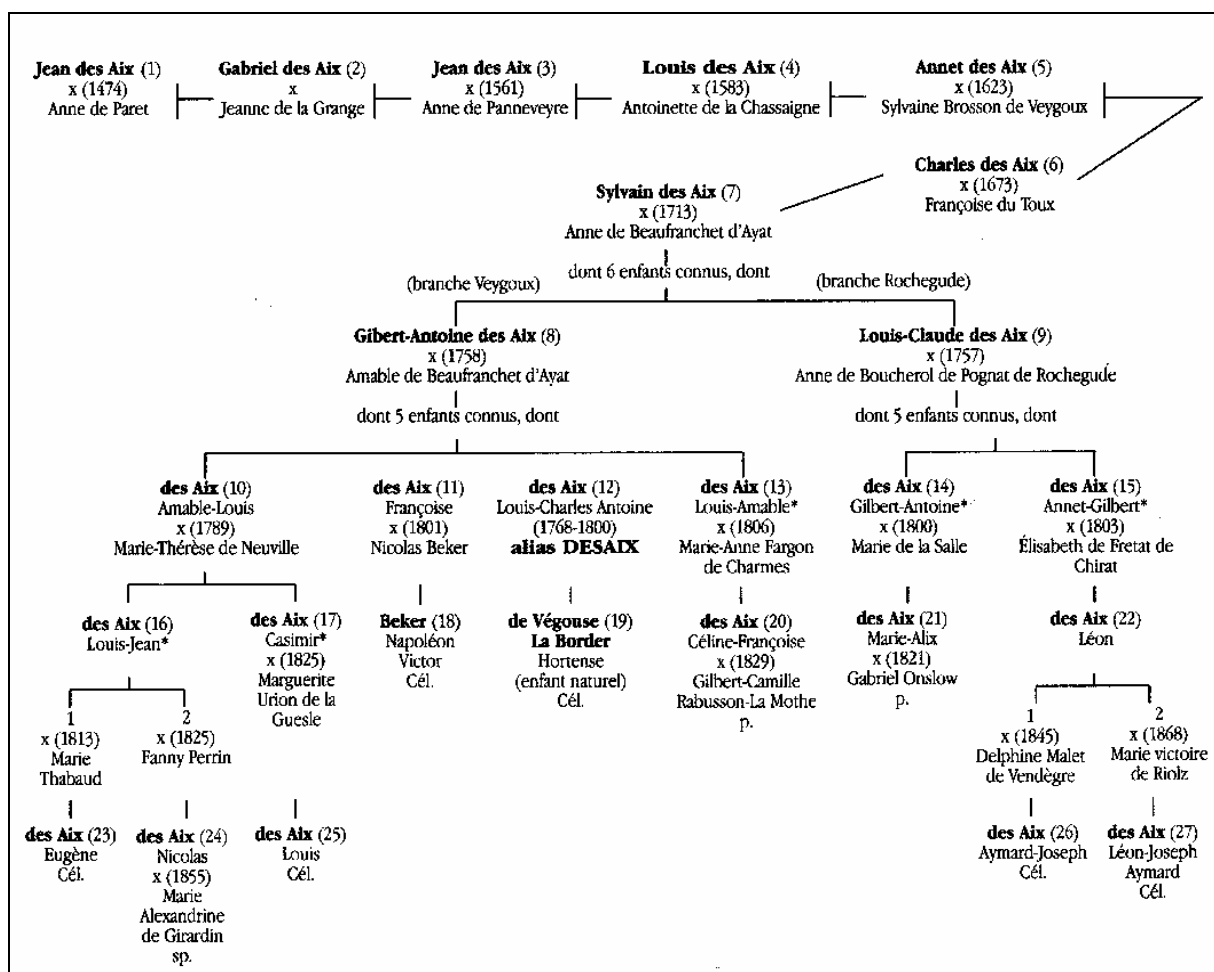 Jean des Aix (1)
x (1474)
Anne de Paret
Gabriel des Aix (2)
x
Jeanne de la Grange
Jean des Aix (3)
x (1561)
Anne de Panneveyre
Louis des Aix (4)
x (1583)
Antoinette de la Chassaigne
Annet des Aix (5)
x (1623)
Sylvaine Brosson de Veygoux
Charles des Aix (6)
x (1673)
Françoise du Toux
Sylvain des Aix (7)
x (1713)
Anne de Beaufranchet d'Ayat
dont 6 enfants connus, dont
(branche Veygoux)
(branche Rochegude)
Gibert-Antoine des Aix (8)
x (1758)
Amable de Beaufranchet d'Ayat
dont 5 enfants connus, dont
Louis-Claude des Aix (9)
x (1757)
Anne de Boucherol de Pognat de Rochegude
dont 5 enfants connus, dont
des Aix (10)
Amable-Louis
x (1789)
Marie-Thérèse de Neuville
des Aix (11)
Françoise
x (1801)
Nicolas Beker
des Aix (12)
Louis-Charles Antoine
(1768-1800)
alias DESAIX
des Aix (13)
Louis-Amable*
x (1806)
Marie-Anne Fargon
de Charmes
des Aix (14)
Gilbert-Antoine*
x (1800)
Marie de la Salle
des Aix (15)
Annet-Gilbert*
x (1803)
Élisabeth de Fretat de
Chirat
des Aix (16)
Louis-Jean*
des Aix (17)
Casimir*
x (1825)
Marguerite
Urion de la
Guesle
Beker (18)
Napoléon
Victor
Cél.
de Végouse (19)
La Border
Hortense
(enfant naturel)
Cél.
des Aix (20)
Céline-Françoise
x (1829)
Gilbert-Camille
Rabusson-La Mothe
p.
des Aix (21)
Marie-Alix
x (1821)
Gabriel Onslow
p.
des Aix (22)
Léon
1
x (1813)
Marie
Thabaud
2
x (1825)
Fanny Perrin
1
x (1845)
Delphine Malet
de Vendègre
2
x (1868)
Marie victoire
de Riolz
des Aix (23)
Eugène
Cél.
des Aix (24)
Nicolas
x (1855)
Marie
Alexandrine
de Girardin
sp.
des Aix (25)
Louis
Cél.
des Aix (26)
Aymard-Joseph
Cél.
des Aix (27)
Léon-Joseph
Aymard
Cél.